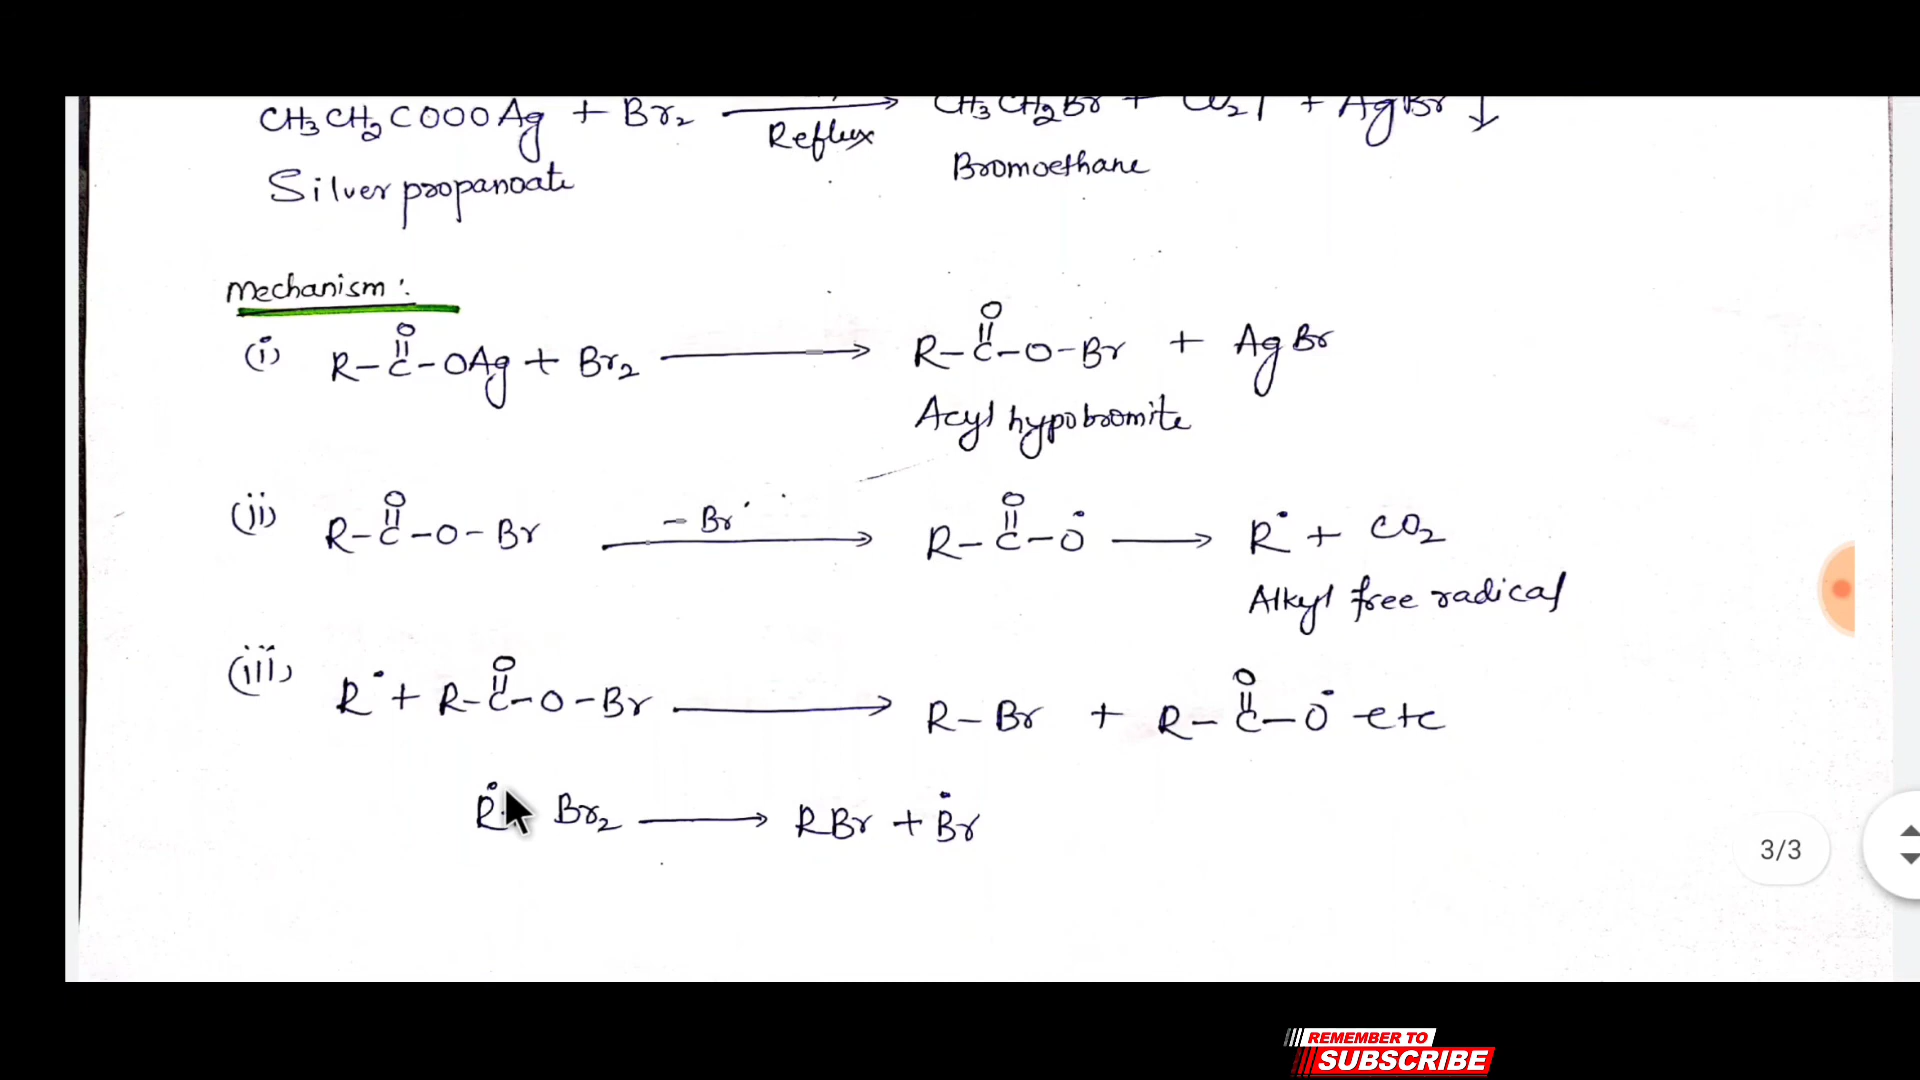 CH3CH2COOOAg + Br2 ⟶ CH3CH2Br + CO2↑ + AgBr↓
Reflux
Silver propanoate Bromoethane
Mechanism :
(i) R-C(=O)-OAg + Br2 ⟶ R-C(=O)-O-Br + AgBr
Acyl hypobromite
(ii) R-C(=O)-O-Br —(- Br˙)⟶ R-C(=O)-O˙ ⟶ R˙ + CO2
Alkyl free radical
(iii) R˙ + R-C(=O)-O-Br ⟶ R-Br + R-C(=O)-O˙ etc
R˙ Br2 ⟶ RBr + Br˙
3/3
REMEMBER TO
SUBSCRIBE